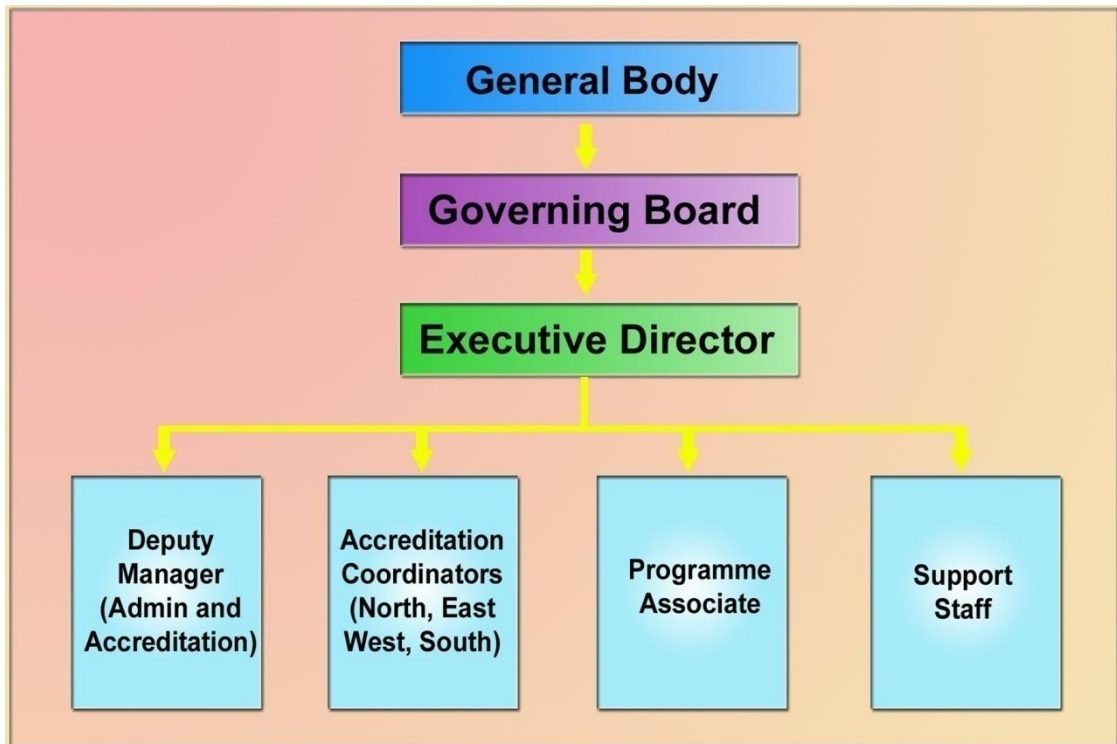 General Body
Governing Board
Executive Director
Deputy
Manager
(Admin and
Accreditation)
Accreditation
Coordinators
(North, East
West, South)
Programme
Associate
Support
Staff